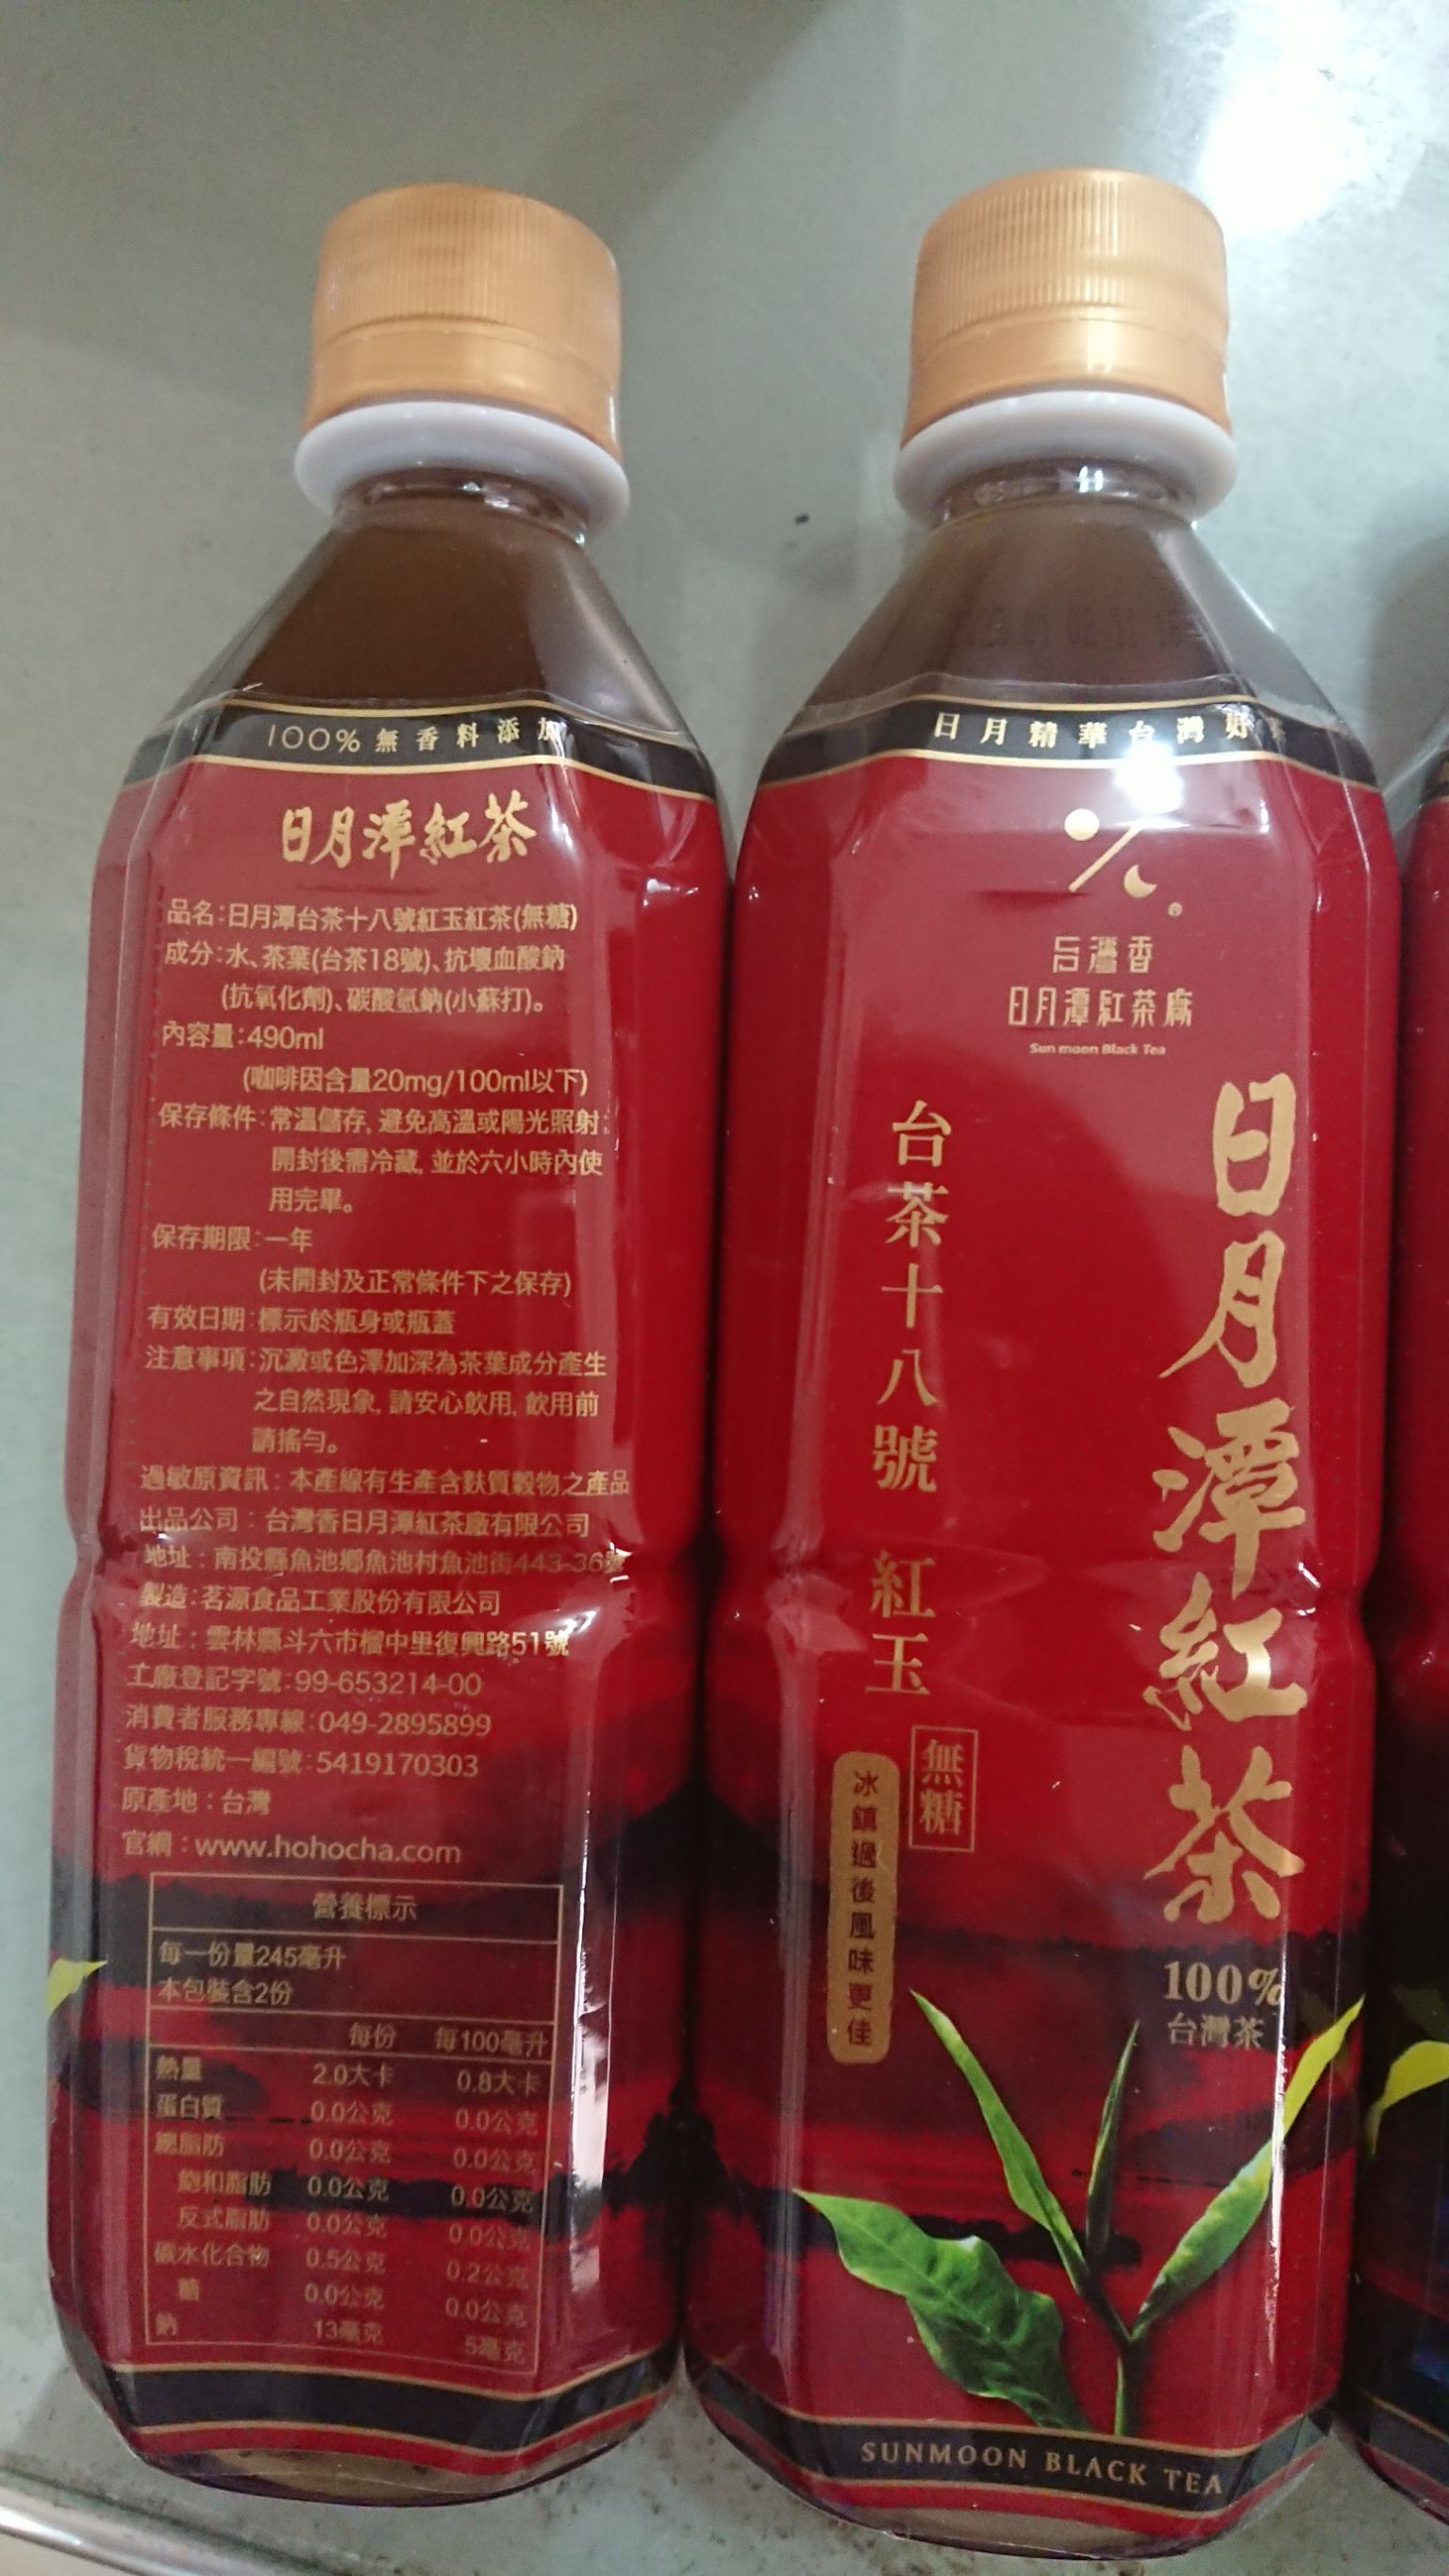 100%無香料添加
日月潭紅茶
品名:日月潭台茶十八號紅玉紅茶(無糖)
成分:水、茶葉(台茶18號)、抗壞血酸鈉
(抗氧化劑)、碳酸氫鈉(小蘇打)。
內容量:490ml
(咖啡因含量20mg/100ml以下)
保存條件:常溫儲存,避免高溫或陽光照射;
開封後需冷藏,並於六小時內使
用完畢。
保存期限:一年
(未開封及正常條件下之保存)
有效日期:標示於瓶身或瓶蓋
注意事項:沉澱或色澤加深為茶葉成分產生
之自然現象,請安心飲用,飲用前
請搖勻。
過敏原資訊:本產線有生產含麩質穀物之產品
出品公司:台灣香日月潭紅茶廠有限公司
地址:南投縣魚池鄉魚池村魚池街443-36號
製造:茗源食品工業股份有限公司
地址:雲林縣斗六市榴中里復興路51號
工廠登記字號:99-653214-00
消費者服務專線:049-2895899
貨物稅統一編號:5419170303
原產地:台灣
官網:www.hohocha.com
營養標示
每一份量245毫升
本包裝含2份
每份 每100毫升
熱量 2.0大卡 0.8大卡
蛋白質 0.0公克 0.0公克
總脂肪 0.0公克 0.0公克
飽和脂肪 0.0公克 0.0公克
反式脂肪 0.0公克 0.0公克
碳水化合物 0.5公克 0.2公克
糖 0.0公克 0.0公克
鈉 13毫克 5毫克
日月精華台灣好茶
台灣香
日月潭紅茶廠
Sun moon Black Tea
日月潭紅茶
台茶十八號 紅玉
無糖
冰鎮過後風味更佳
100%
台灣茶
SUNMOON BLACK TEA